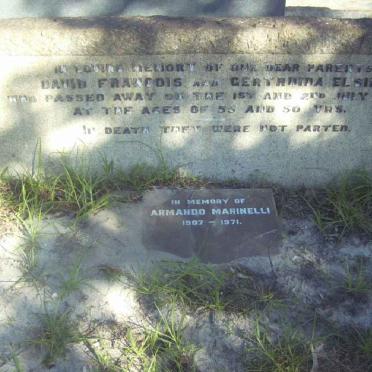 IN LOVING MEMORY OF OUR DEAR PARENTS
DAVID FRANCOIS AND GERTRUIDA ELSIE
WHO PASSED AWAY ON THE 1ST AND 2ND JULY
AT THE AGES OF 55 AND 50 YRS.
IN DEATH THEY WERE NOT PARTED.
IN MEMORY OF
ARMANDO MARINELLI
1907 – 1971.